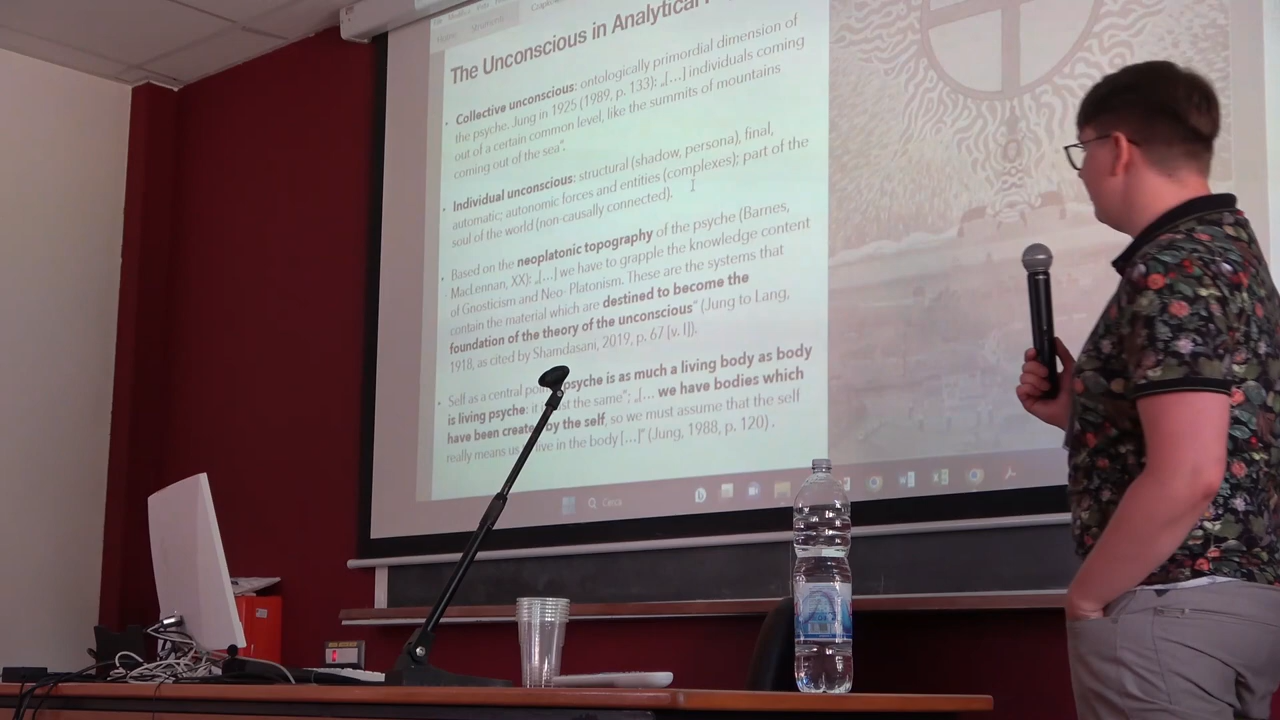 The Unconscious in Analytical
Collective unconscious: ontologically primordial dimension of
the psyche. Jung in 1925 (1989, p. 133): „[…] individuals coming
out of a certain common level, like the summits of mountains
coming out of the sea“.
Individual unconscious: structural (shadow, persona), final,
automatic; autonomic forces and entities (complexes); part of the
soul of the world (non-causally connected).
Based on the neoplatonic topography of the psyche (Barnes,
MacLennan, XX): „[…] we have to grapple the knowledge content
of Gnosticism and Neo- Platonism. These are the systems that
contain the material which are destined to become the
foundation of the theory of the unconscious“ (Jung to Lang,
1918, as cited by Shamdasani, 2019, p. 67 [v. I]).
Self as a central psyche is as much a living body as body
is living psyche: the same“; „[… we have bodies which
have been by the self, so we must assume that the self
really means us live in the body […]“ (Jung, 1988, p. 120).
Cerca